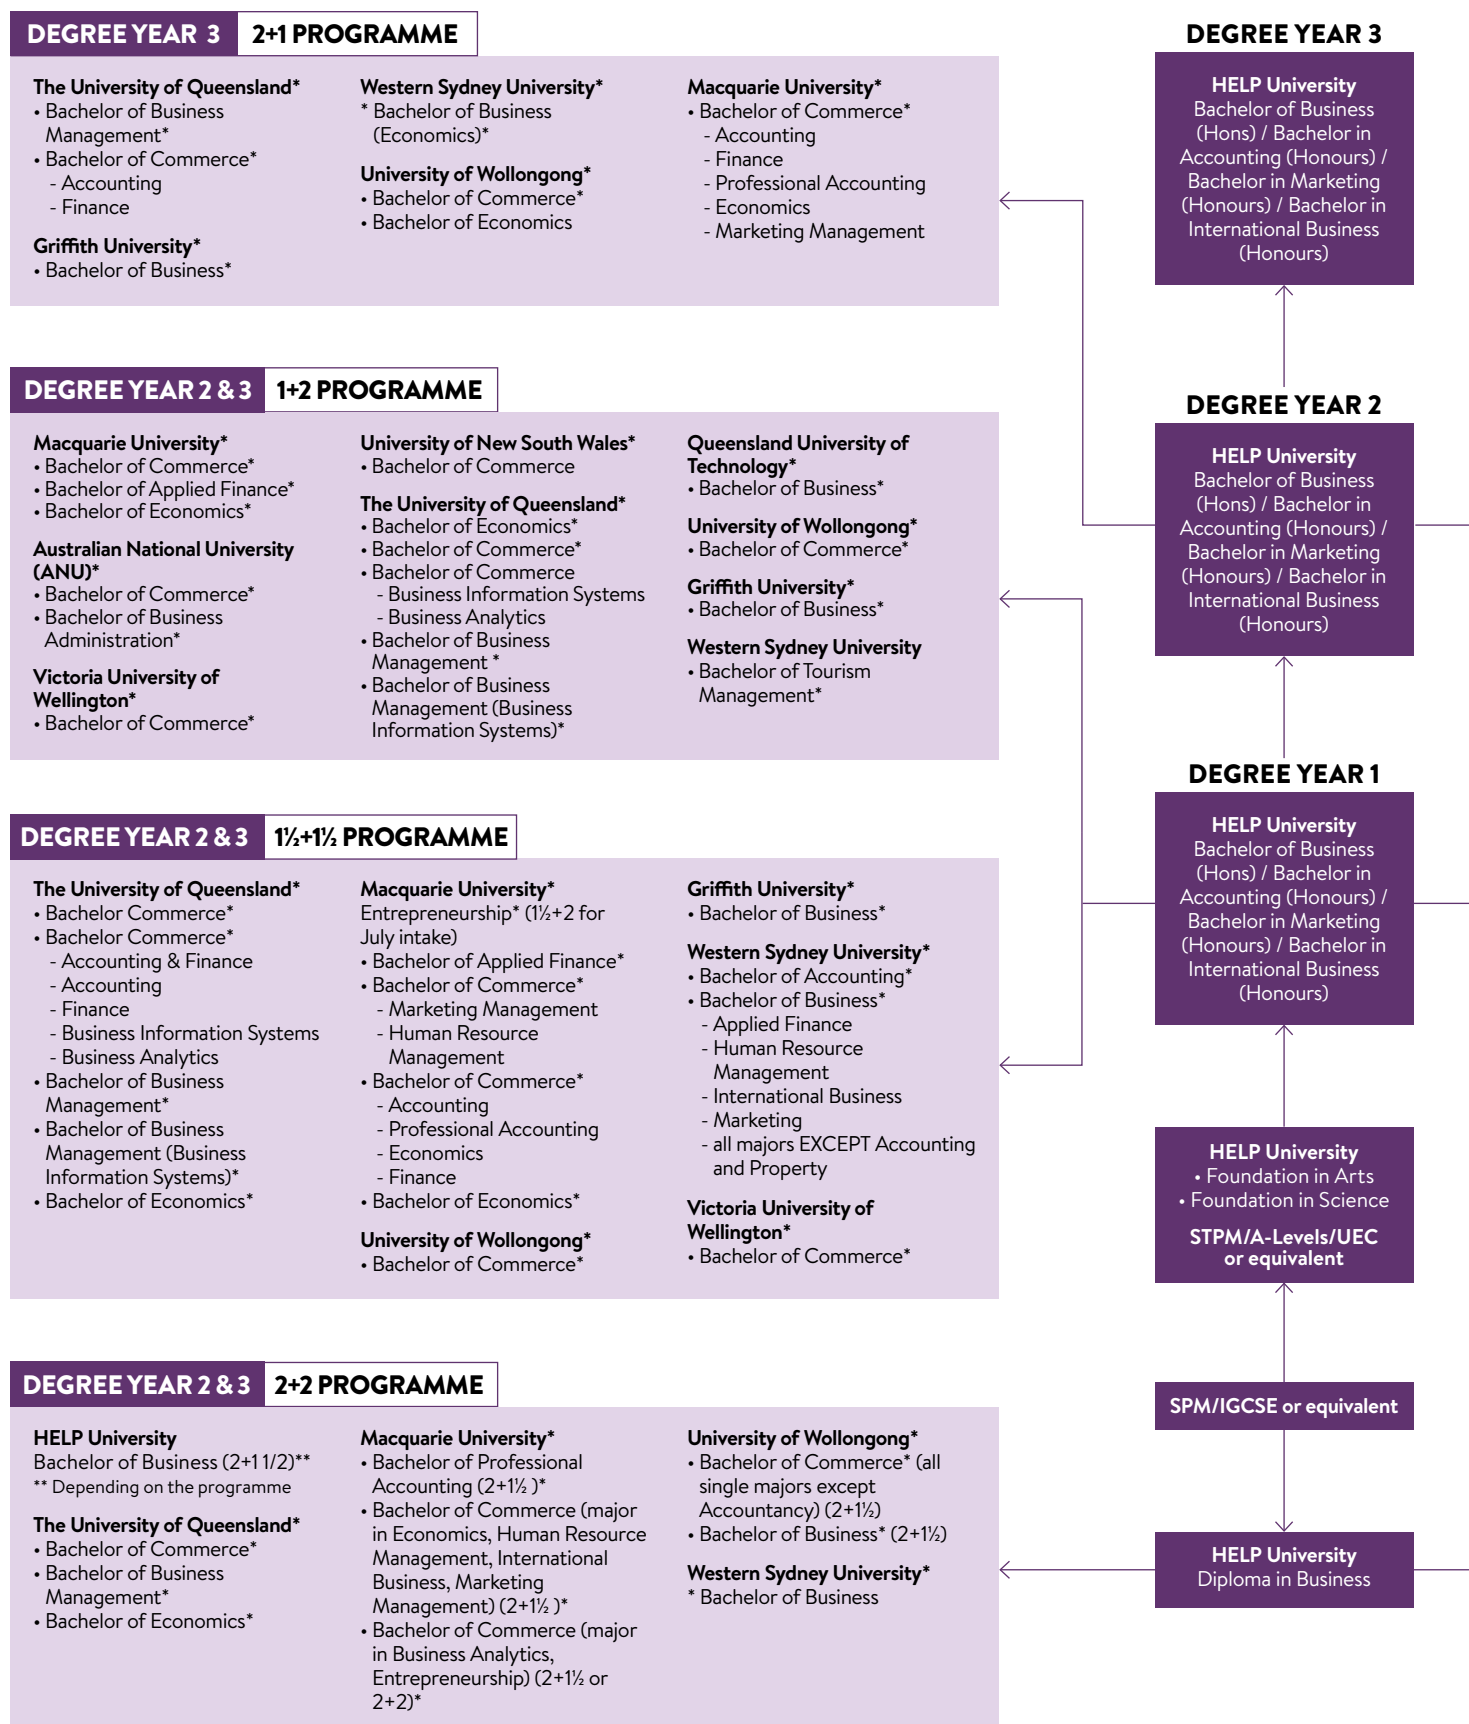 DEGREE YEAR 3
2+1 PROGRAMME
The University of Queensland*
• Bachelor of Business
Management*
• Bachelor of Commerce*
- Accounting
- Finance
Griffith University*
• Bachelor of Business*
Western Sydney University*
* Bachelor of Business
(Economics)*
University of Wollongong*
• Bachelor of Commerce*
• Bachelor of Economics
Macquarie University*
• Bachelor of Commerce*
- Accounting
- Finance
- Professional Accounting
- Economics
- Marketing Management
DEGREE YEAR 2 & 3
1+2 PROGRAMME
Macquarie University*
• Bachelor of Commerce*
• Bachelor of Applied Finance*
• Bachelor of Economics*
Australian National University
(ANU)*
• Bachelor of Commerce*
• Bachelor of Business
Administration*
Victoria University of
Wellington*
• Bachelor of Commerce*
University of New South Wales*
• Bachelor of Commerce
The University of Queensland*
• Bachelor of Economics*
• Bachelor of Commerce*
• Bachelor of Commerce
- Business Information Systems
- Business Analytics
• Bachelor of Business
Management *
• Bachelor of Business
Management (Business
Information Systems)*
Queensland University of
Technology*
• Bachelor of Business*
University of Wollongong*
• Bachelor of Commerce*
Griffith University*
• Bachelor of Business*
Western Sydney University
• Bachelor of Tourism
Management*
DEGREE YEAR 2 & 3
1½+1½ PROGRAMME
The University of Queensland*
• Bachelor Commerce*
• Bachelor Commerce*
- Accounting & Finance
- Accounting
- Finance
- Business Information Systems
- Business Analytics
• Bachelor of Business
Management*
• Bachelor of Business
Management (Business
Information Systems)*
• Bachelor of Economics*
Macquarie University*
Entrepreneurship* (1½+2 for
July intake)
• Bachelor of Applied Finance*
• Bachelor of Commerce*
- Marketing Management
- Human Resource
Management
• Bachelor of Commerce*
- Accounting
- Professional Accounting
- Economics
- Finance
• Bachelor of Economics*
University of Wollongong*
• Bachelor of Commerce*
Griffith University*
• Bachelor of Business*
Western Sydney University*
• Bachelor of Accounting*
• Bachelor of Business*
- Applied Finance
- Human Resource
Management
- International Business
- Marketing
- all majors EXCEPT Accounting
and Property
Victoria University of
Wellington*
• Bachelor of Commerce*
DEGREE YEAR 2 & 3
2+2 PROGRAMME
HELP University
Bachelor of Business (2+1 1/2)**
** Depending on the programme
The University of Queensland*
• Bachelor of Commerce*
• Bachelor of Business
Management*
• Bachelor of Economics*
Macquarie University*
• Bachelor of Professional
Accounting (2+1½ )*
• Bachelor of Commerce (major
in Economics, Human Resource
Management, International
Business, Marketing
Management) (2+1½ )*
• Bachelor of Commerce (major
in Business Analytics,
Entrepreneurship) (2+1½ or
2+2)*
University of Wollongong*
• Bachelor of Commerce* (all
single majors except
Accountancy) (2+1½)
• Bachelor of Business* (2+1½)
Western Sydney University*
* Bachelor of Business
DEGREE YEAR 3
HELP University
Bachelor of Business
(Hons) / Bachelor in
Accounting (Honours) /
Bachelor in Marketing
(Honours) / Bachelor in
International Business
(Honours)
DEGREE YEAR 2
HELP University
Bachelor of Business
(Hons) / Bachelor in
Accounting (Honours) /
Bachelor in Marketing
(Honours) / Bachelor in
International Business
(Honours)
DEGREE YEAR 1
HELP University
Bachelor of Business
(Hons) / Bachelor in
Accounting (Honours) /
Bachelor in Marketing
(Honours) / Bachelor in
International Business
(Honours)
HELP University
• Foundation in Arts
• Foundation in Science
STPM/A-Levels/UEC
or equivalent
SPM/IGCSE or equivalent
HELP University
Diploma in Business